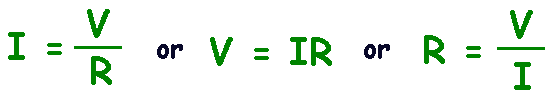 I = V/R or V = IR or R = V/I